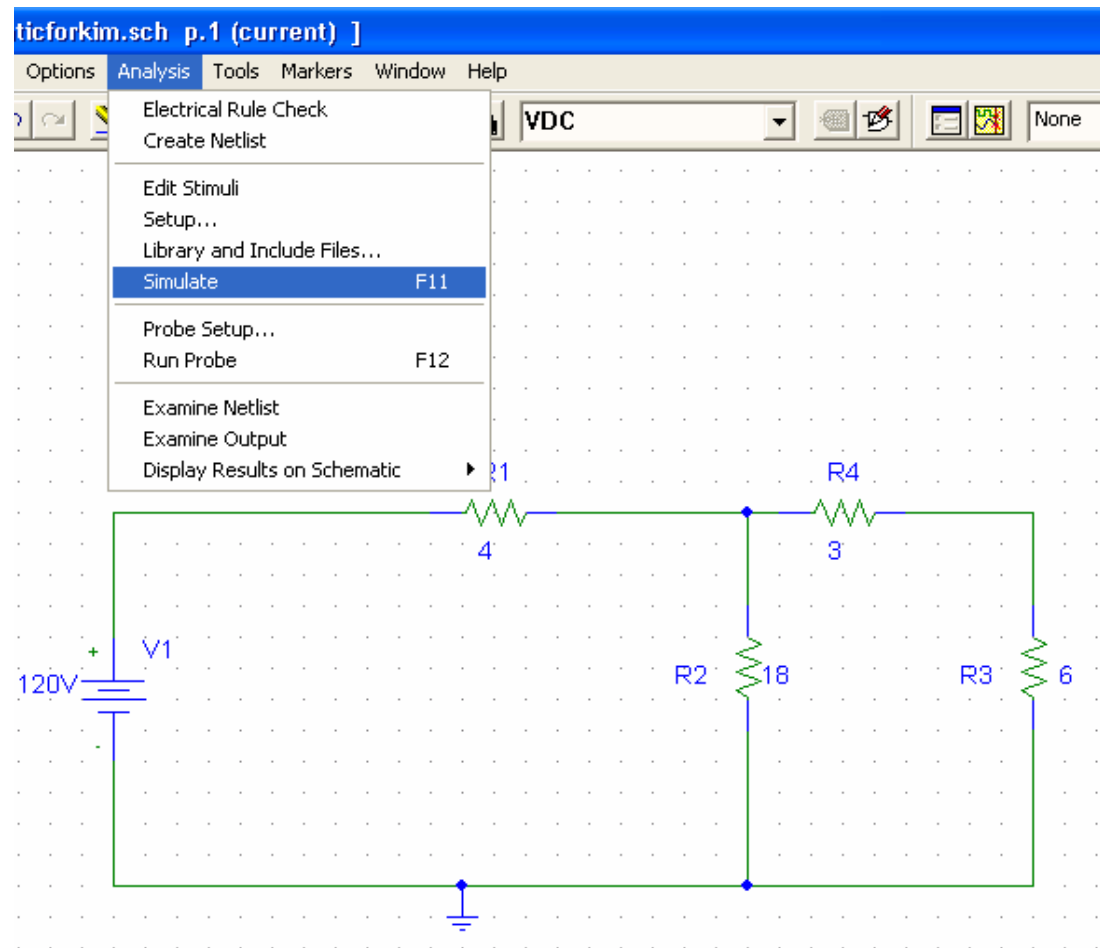 ticforkim.sch p.1 (current) ]
Options Analysis Tools Markers Window Help
VDC None
Electrical Rule Check
Create Netlist
Edit Stimuli
Setup...
Library and Include Files...
Simulate F11
Probe Setup...
Run Probe F12
Examine Netlist
Examine Output
Display Results on Schematic
R1 R4
4 3
+ V1
120V R2 18 R3 6
-